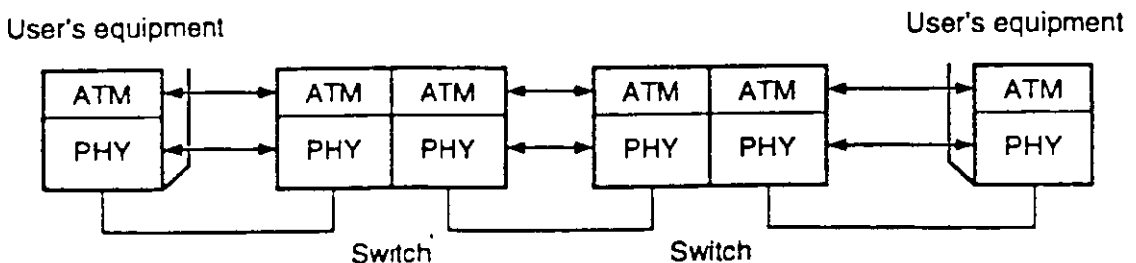 User's equipment User's equipment
ATM ATM ATM ATM ATM ATM
PHY PHY PHY PHY PHY PHY
Switch Switch